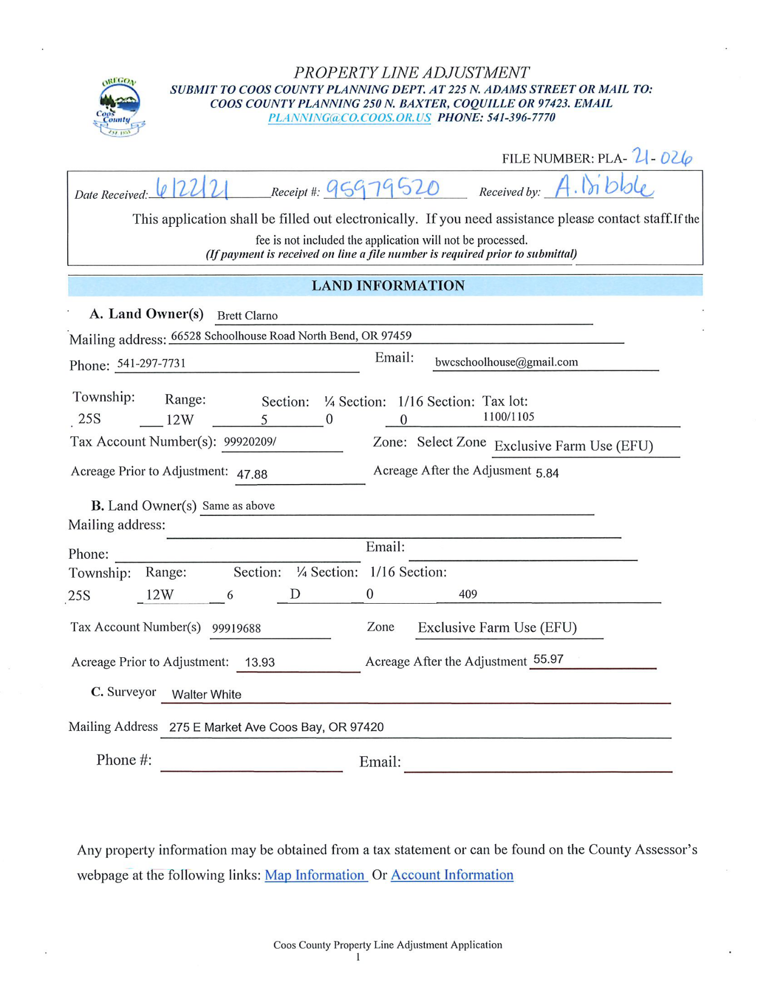 PROPERTY LINE ADJUSTMENT
SUBMIT TO COOS COUNTY PLANNING DEPT. AT 225 N. ADAMS STREET OR MAIL TO:
COOS COUNTY PLANNING 250 N. BAXTER, COQUILLE OR 97423. EMAIL
PLANNING@CO.COOS.OR.US PHONE: 541-396-7770
OREGON
Coos
County
EST. 1853
FILE NUMBER: PLA- 21-026
Date Received: 6/22/21 Receipt #: 95979520 Received by: A. Dibble
This application shall be filled out electronically. If you need assistance please contact staff.If the
fee is not included the application will not be processed.
(If payment is received on line a file number is required prior to submittal)
LAND INFORMATION
A. Land Owner(s) Brett Clarno
Mailing address: 66528 Schoolhouse Road North Bend, OR 97459
Phone: 541-297-7731 Email: bwcschoolhouse@gmail.com
Township: Range: Section: ¼ Section: 1/16 Section: Tax lot:
25S 12W 5 0 0 1100/1105
Tax Account Number(s): 99920209/ Zone: Select Zone Exclusive Farm Use (EFU)
Acreage Prior to Adjustment: 47.88 Acreage After the Adjusment 5.84
B. Land Owner(s) Same as above
Mailing address:
Phone: Email:
Township: Range: Section: ¼ Section: 1/16 Section:
25S 12W 6 D 0 409
Tax Account Number(s) 99919688 Zone Exclusive Farm Use (EFU)
Acreage Prior to Adjustment: 13.93 Acreage After the Adjustment 55.97
C. Surveyor Walter White
Mailing Address 275 E Market Ave Coos Bay, OR 97420
Phone #: Email:
Any property information may be obtained from a tax statement or can be found on the County Assessor's
webpage at the following links: Map Information Or Account Information
Coos County Property Line Adjustment Application
1